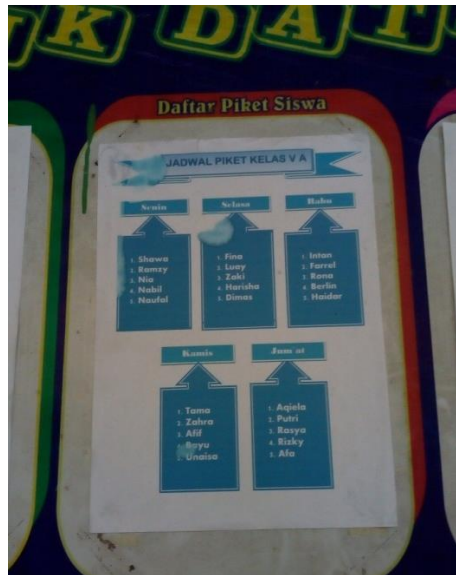 K DAT
Daftar Piket Siswa
JADWAL PIKET KELAS V A
Senin
1. Shawa
2. Ramzy
3. Nia
4. Nabil
5. Naufal
Selasa
1. Fina
2. Luay
3. Zaki
4. Harisha
5. Dimas
Rabu
1. Intan
2. Farrel
3. Rona
4. Berlin
5. Haidar
Kamis
1. Tama
2. Zahra
3. Afif
4. Bayu
5. Unaisa
Jum at
1. Aqiela
2. Putri
3. Rasya
4. Rizky
5. Afa